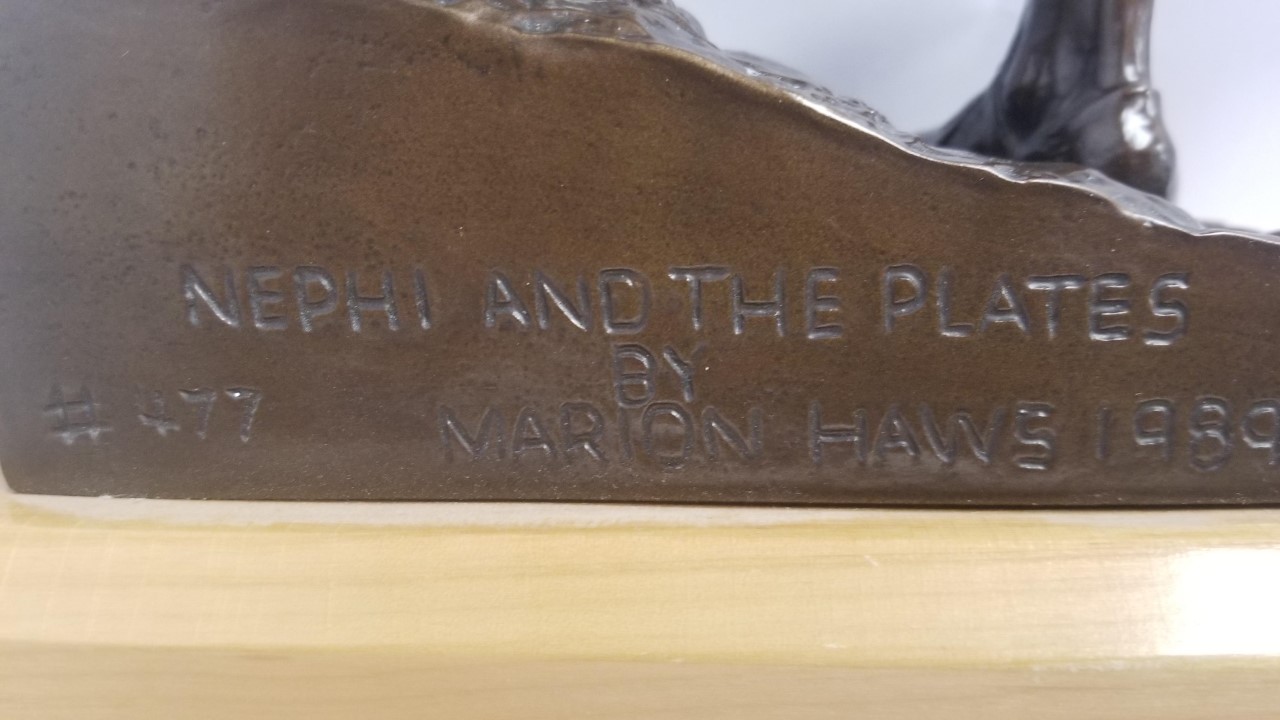 NEPHI AND THE PLATES
BY
# 477 MARION HAWS 1989